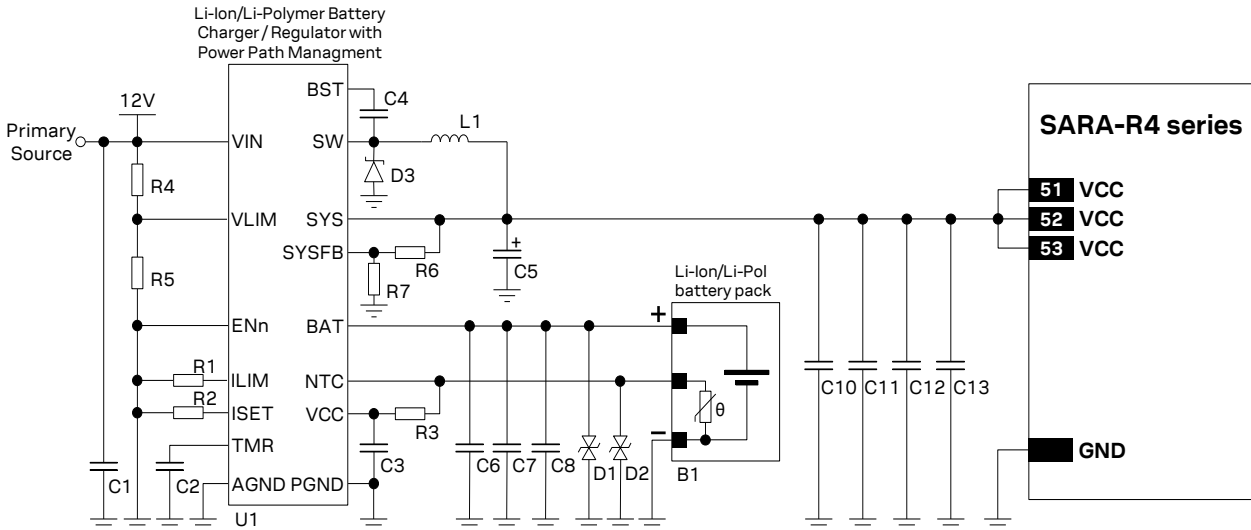 Li-Ion/Li-Polymer Battery
Charger / Regulator with
Power Path Managment
12V
Primary
Source
BST
C4
L1
VIN
SW
D3
R4
VLIM
SYS
SYSFB
R6
R7
C5
+
R5
ENn
BAT
Li-Ion/Li-Pol
battery pack
+
R1
ILIM
NTC
R2
ISET
VCC
R3
θ
TMR
–
C1
C2
C3
C6
C7
C8
D1
D2
B1
AGND
PGND
U1
C10
C11
C12
C13
SARA-R4 series
51 VCC
52 VCC
53 VCC
GND